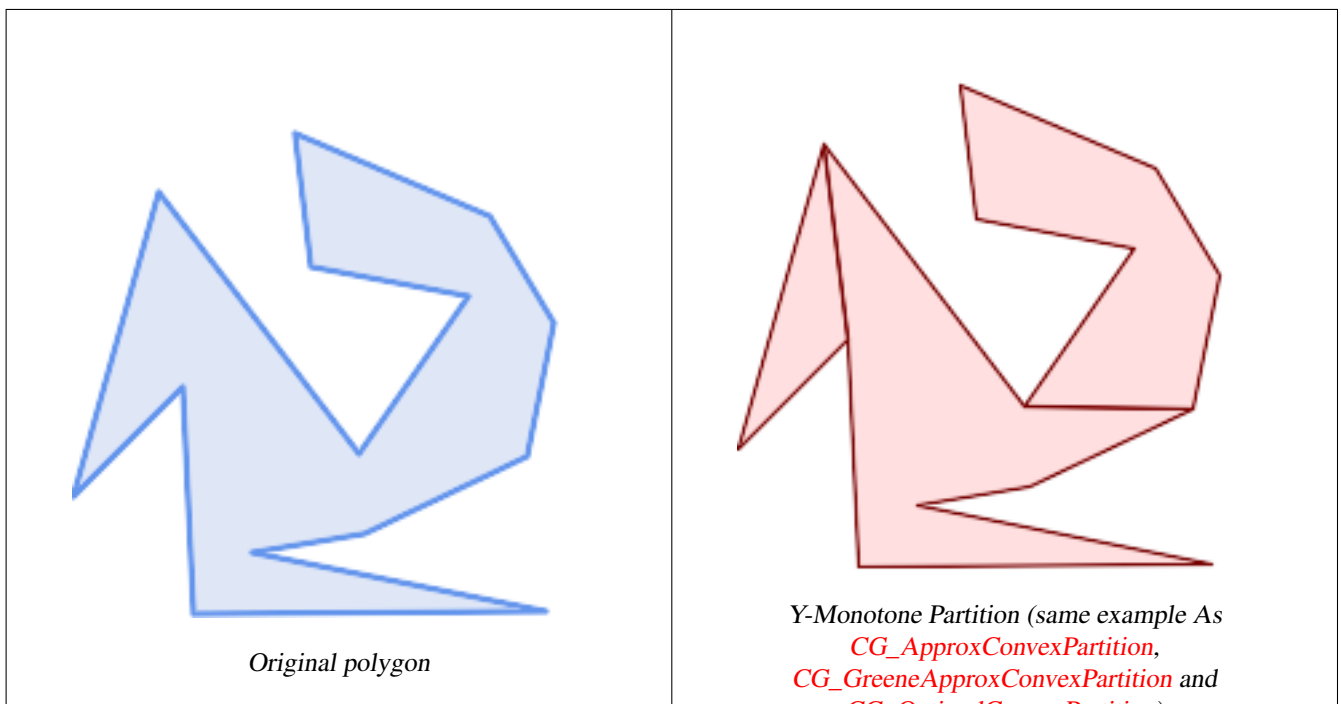 Original polygon
Y-Monotone Partition (same example As
CG_ApproxConvexPartition,
CG_GreeneApproxConvexPartition and